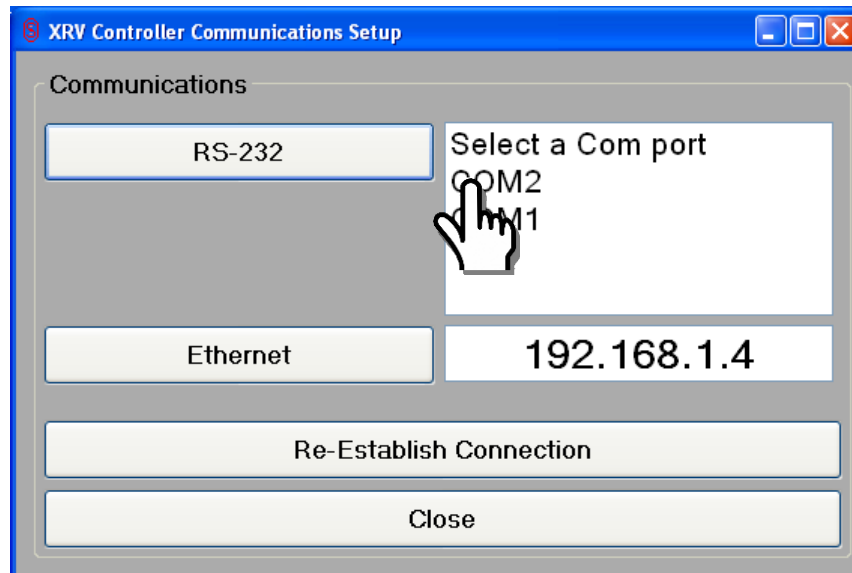 XRV Controller Communications Setup
Communications
RS-232
Select a Com port
COM2
COM1
Ethernet
192.168.1.4
Re-Establish Connection
Close